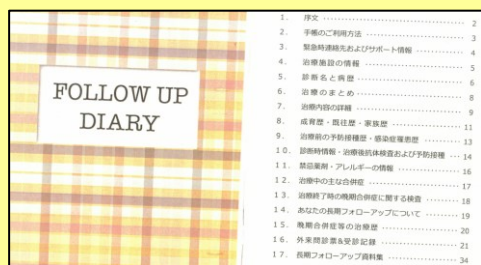 FOLLOW UP
DIARY
1. 序文 ………… 2
2. 手帳のご利用方法 ………… 3
3. 緊急時連絡先およびサポート情報 ………… 4
4. 治療施設の情報 ………… 5
5. 診断名と病歴 ………… 6
6. 治療のまとめ ………… 8
7. 治療内容の詳細 ………… 9
8. 成育歴・既往歴・家族歴 ………… 11
9. 治療前の予防接種歴・感染症罹患歴 ………… 13
10. 診断時情報・治療後抗体検査および予防接種 … 14
11. 禁忌薬剤・アレルギーの情報 ………… 16
12. 治療中の主な合併症 ………… 17
13. 治療終了時の晩期合併症に関する検査 ………… 18
14. あなたの長期フォローアップについて ………… 19
15. 晩期合併症等の治療歴 ………… 20
16. 外来問診票&受診記録 ………… 21
17. 長期フォローアップ資料集 ………… 34